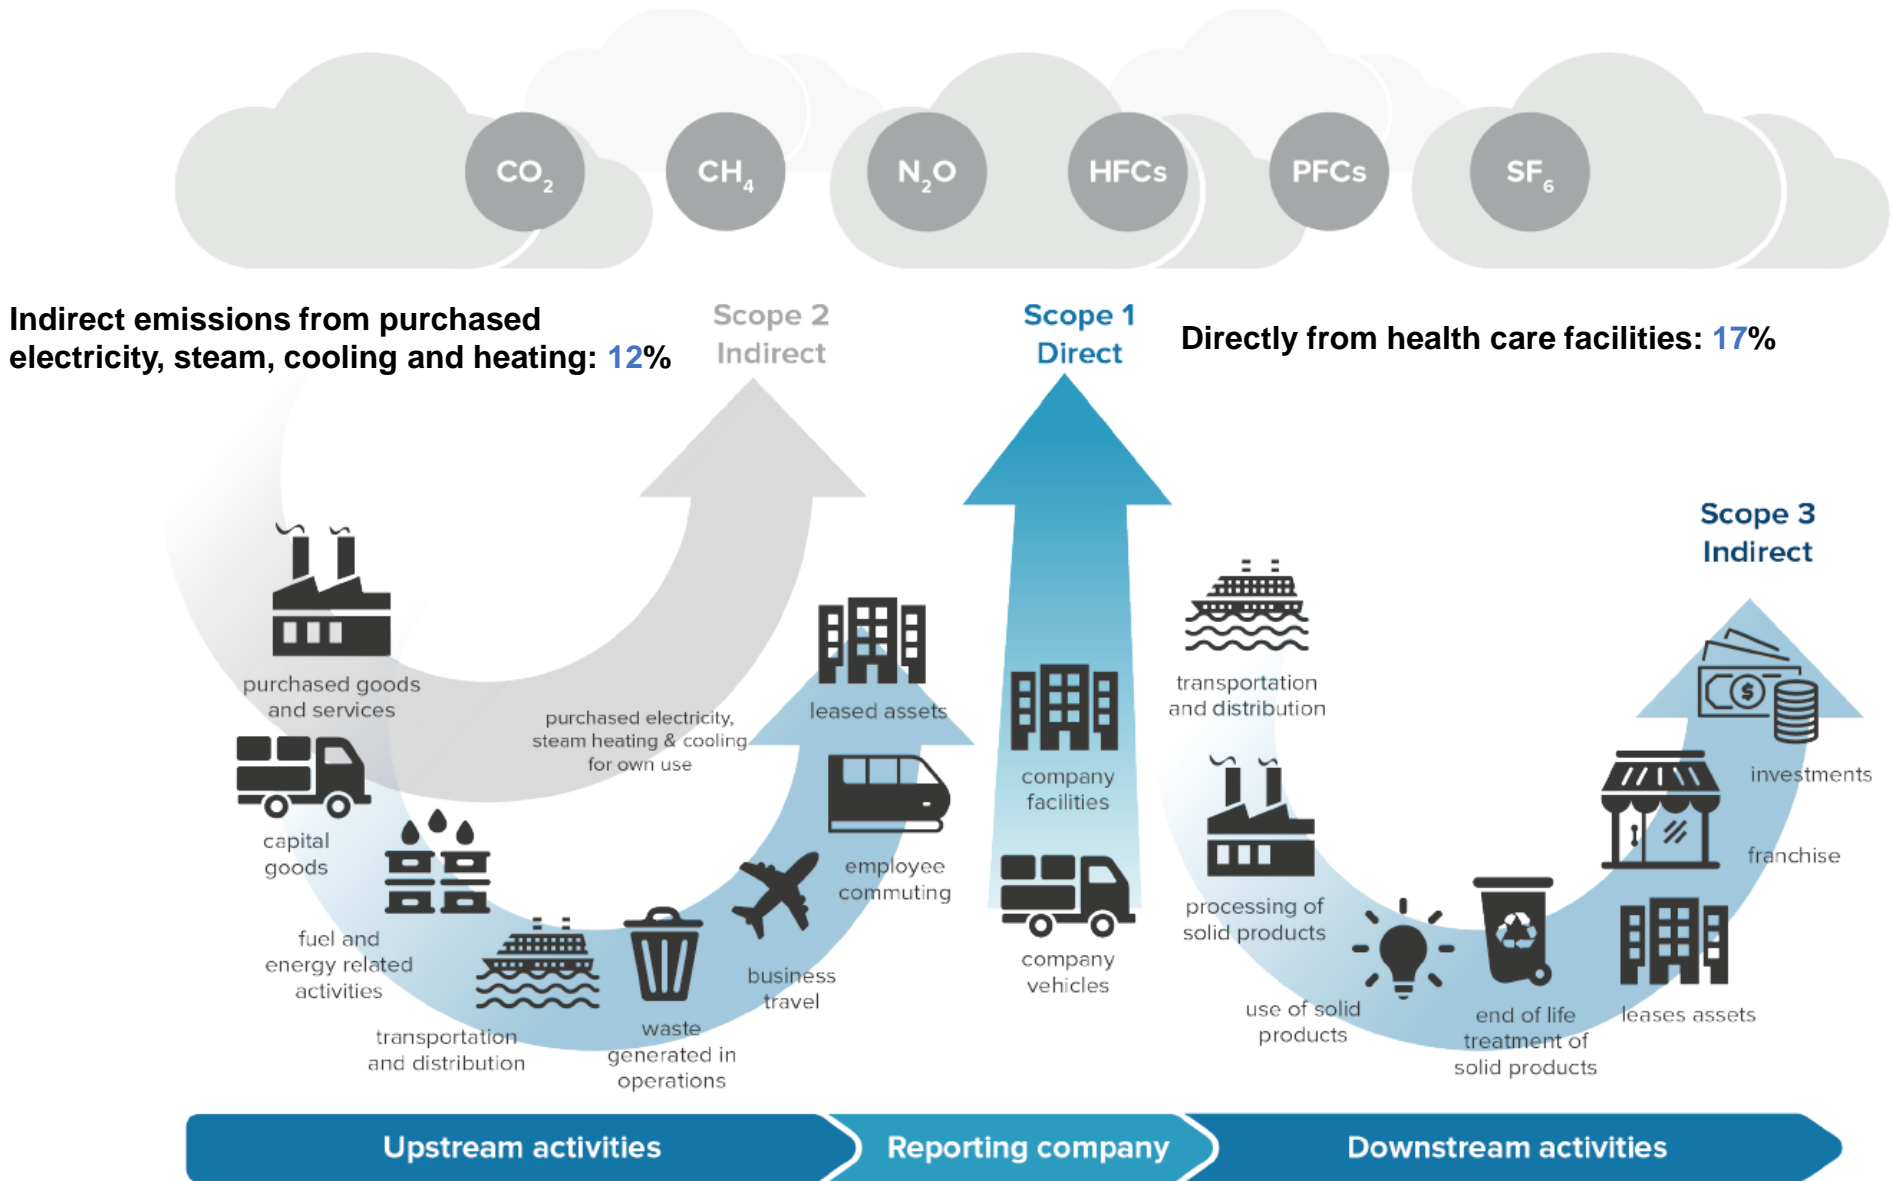 CO₂
CH₄
N₂O
HFCs
PFCs
SF₆
Indirect emissions from purchased
electricity, steam, cooling and heating: 12%
Scope 2
Indirect
Scope 1
Direct
Directly from health care facilities: 17%
Scope 3
Indirect
purchased goods
and services
capital
goods
fuel and
energy related
activities
transportation
and distribution
waste
generated in
operations
business
travel
employee
commuting
leased assets
purchased electricity,
steam heating & cooling
for own use
company
facilities
company
vehicles
transportation
and distribution
processing of
solid products
use of solid
products
end of life
treatment of
solid products
leases assets
franchise
$
investments
Upstream activities
Reporting company
Downstream activities